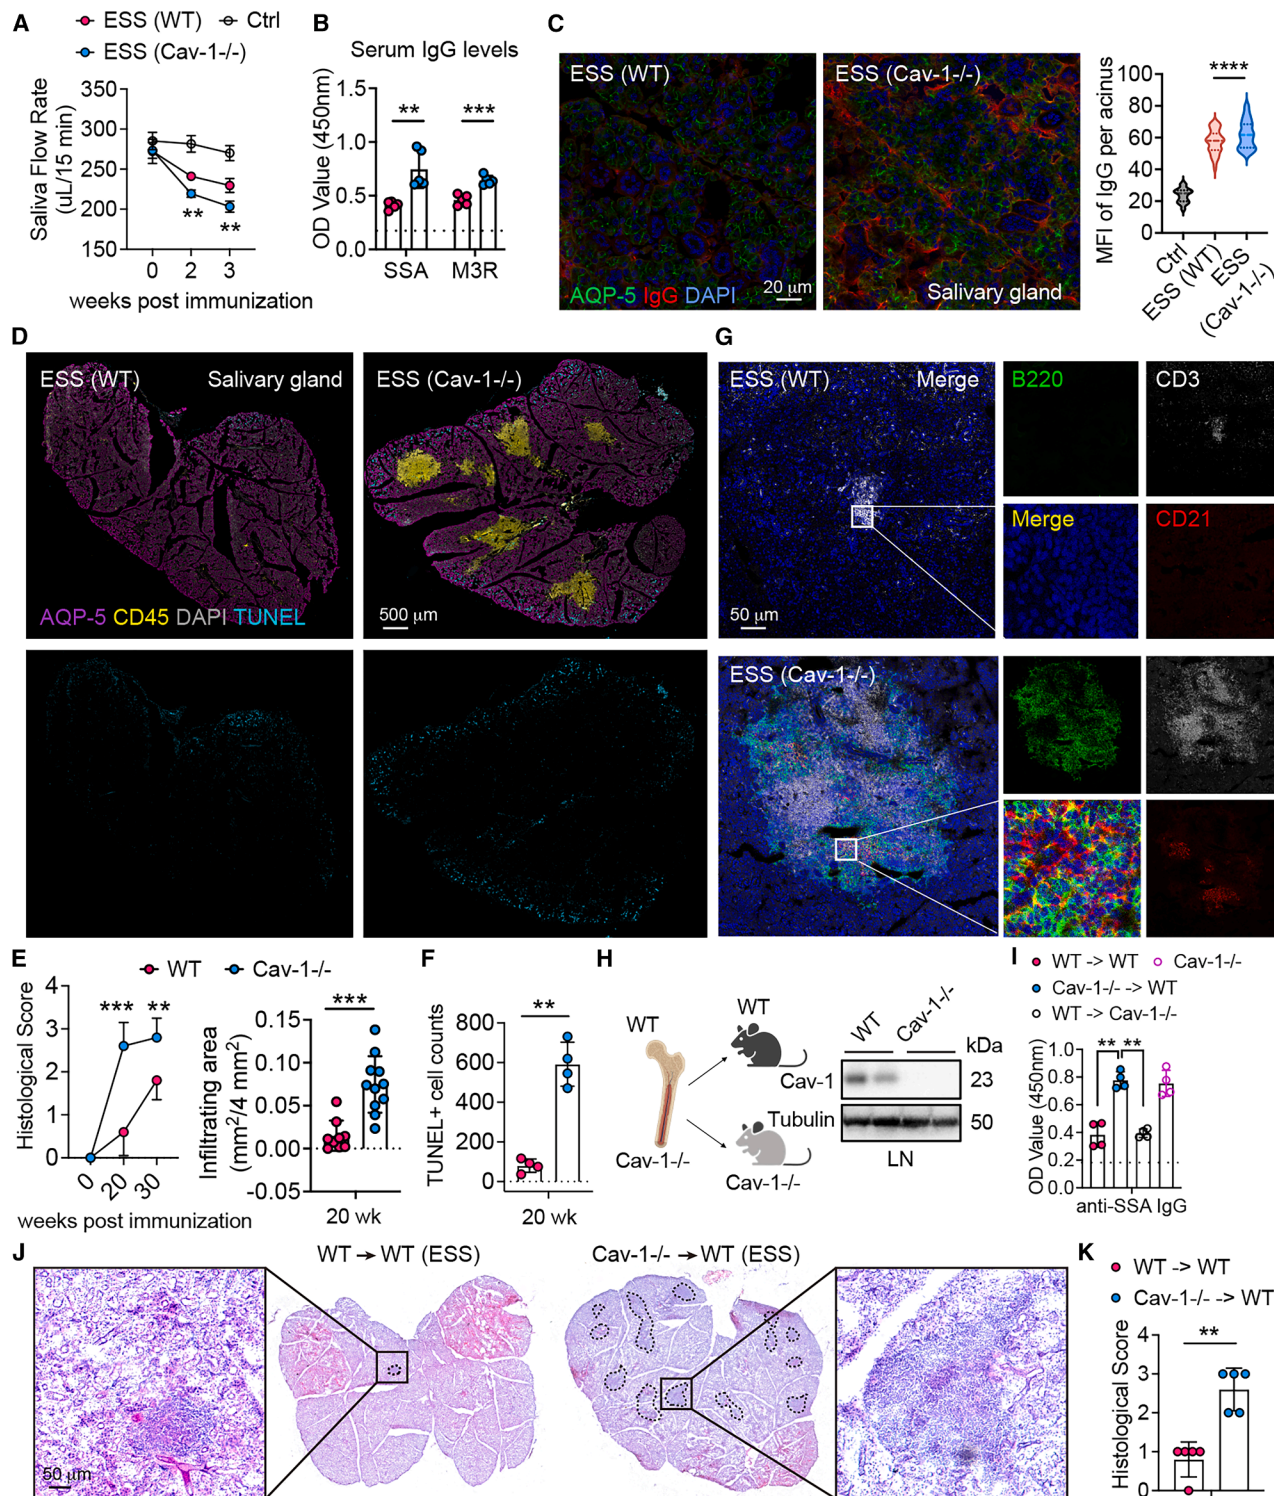 A
ESS (WT)
Ctrl
ESS (Cav-1-/-)
Saliva Flow Rate
(uL/15 min)
350
300
250
200
150
**
**
0 2 3
weeks post immunization
B
Serum IgG levels
OD Value (450nm)
1.5
1.0
0.5
0.0
** ***
SSA M3R
C
ESS (WT)
AQP-5 IgG DAPI
20 μm
ESS (Cav-1-/-)
Salivary gland
MFI of IgG per acinus
100
80
60
40
20
0
****
Ctrl
ESS (WT)
ESS
(Cav-1-/-)
D
ESS (WT)
Salivary gland
AQP-5 CD45 DAPI TUNEL
ESS (Cav-1-/-)
500 μm
G
ESS (WT)
Merge
50 μm
B220
CD3
Merge
CD21
ESS (Cav-1-/-)
E
WT
Cav-1-/-
Histological Score
4
3
2
1
0
*** **
0 20 30
weeks post immunization
Infiltrating area
(mm²/4 mm²)
0.15
0.10
0.05
0.00
-0.05
***
20 wk
F
TUNEL+ cell counts
800
600
400
200
0
**
20 wk
H
WT
Cav-1-/-
WT
Cav-1-/-
WT
Cav-1-/-
kDa
Cav-1
23
Tubulin
50
LN
I
WT -> WT
Cav-1-/-
Cav-1-/- -> WT
WT -> Cav-1-/-
OD Value (450nm)
1.0
0.8
0.6
0.4
0.2
0.0
** **
anti-SSA IgG
J
WT → WT (ESS)
Cav-1-/- → WT (ESS)
50 μm
K
WT -> WT
Cav-1-/- -> WT
Histological Score
4
3
2
1
0
**